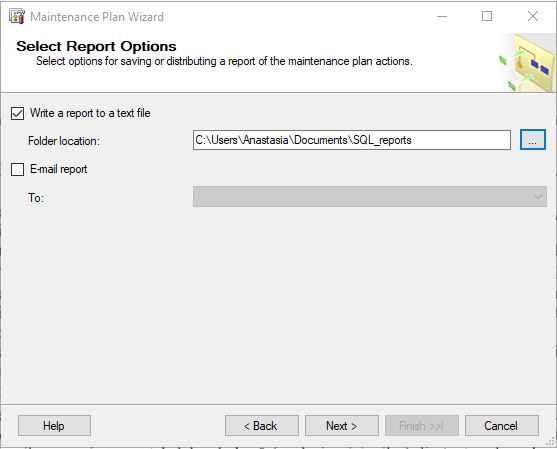 Maintenance Plan Wizard
Select Report Options
Select options for saving or distributing a report of the maintenance plan actions.
Write a report to a text file
Folder location:
C:\Users\Anastasia\Documents\SQL_reports
...
E-mail report
To:
Help
< Back
Next >
Finish >>|
Cancel